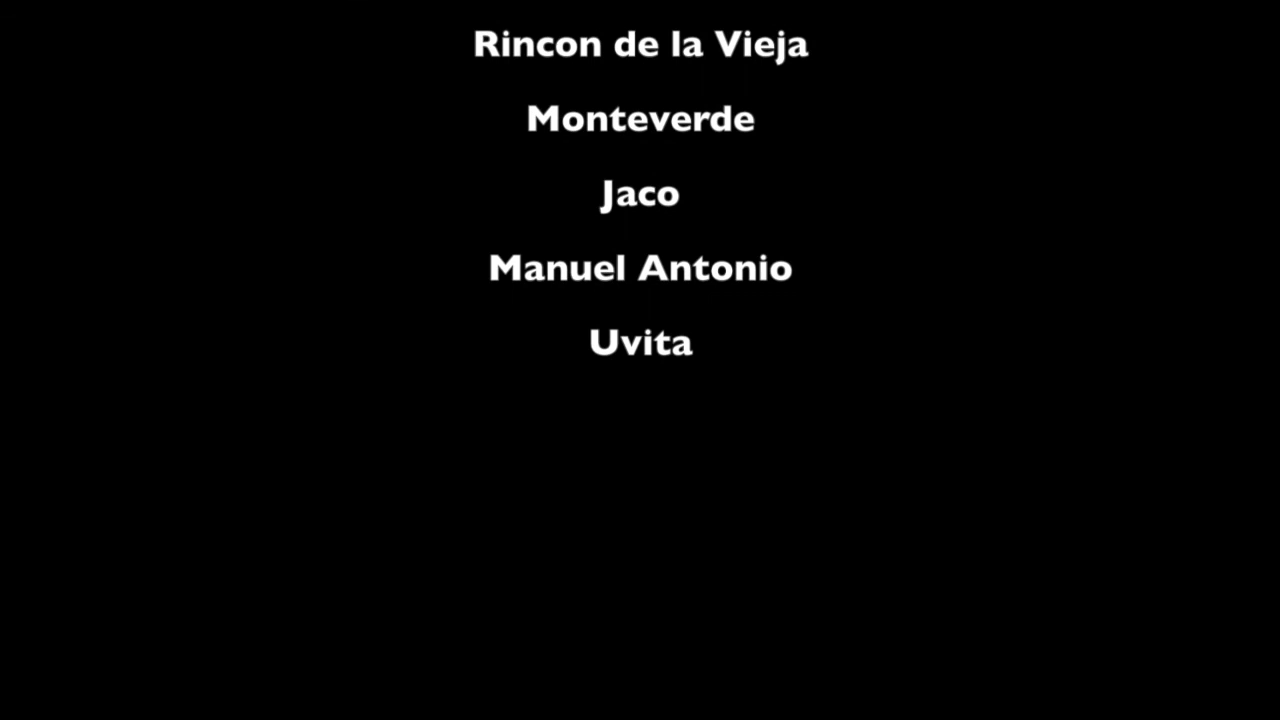 Rincon de la Vieja
Monteverde
Jaco
Manuel Antonio
Uvita